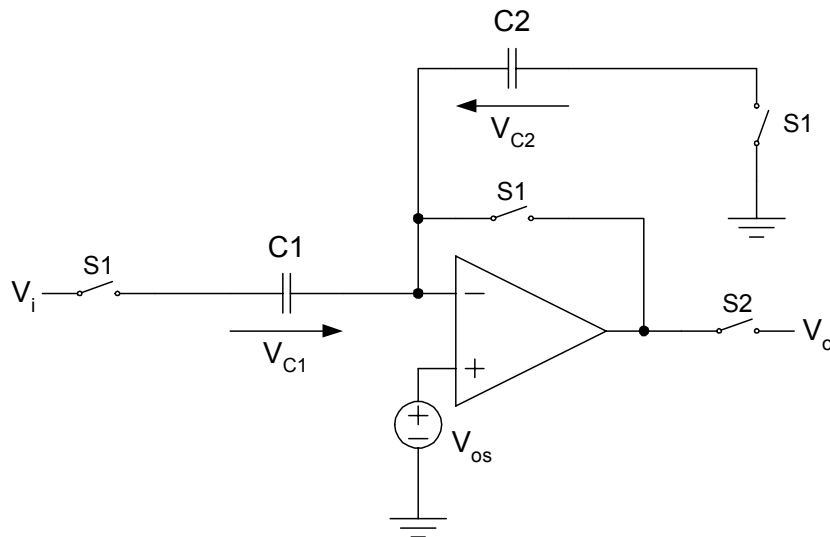 C2
S1
V_C2
S1
C1
S1
S2
V_i
V_o
V_C1
−
+
+
−
V_os